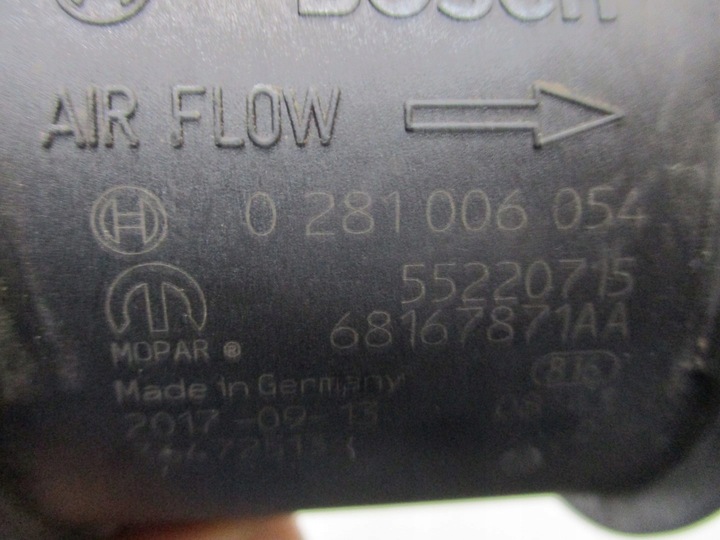 BOSCH
AIR FLOW
0 281 006 054
55220715
68167871AA
MOPAR ®
Made in Germany
816
2017-09-13